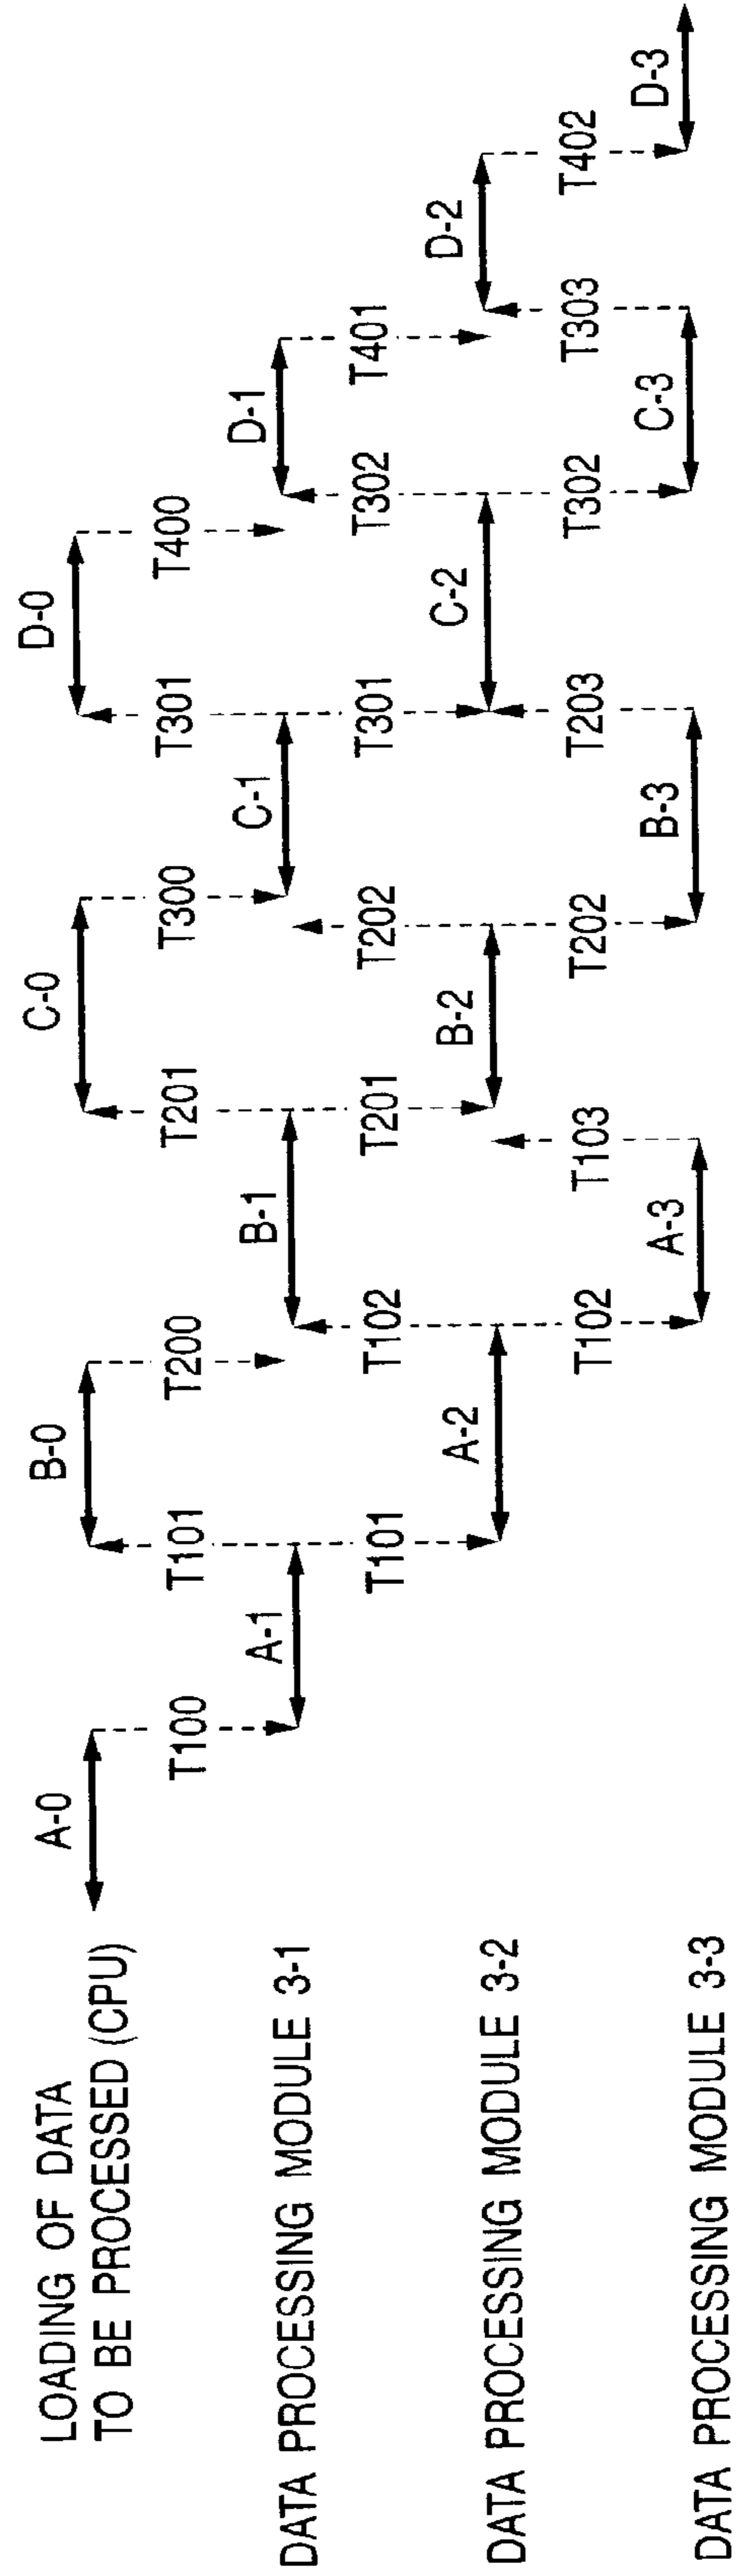 LOADING OF DATA
TO BE PROCESSED (CPU)
A-0
B-0
C-0
D-0
T100
T101
T200
T201
T300
T301
T400
DATA PROCESSING MODULE 3-1
A-1
B-1
C-1
D-1
T101
T102
T201
T202
T301
T302
T401
DATA PROCESSING MODULE 3-2
A-2
B-2
C-2
D-2
T102
T103
T202
T203
T302
T303
T402
DATA PROCESSING MODULE 3-3
A-3
B-3
C-3
D-3